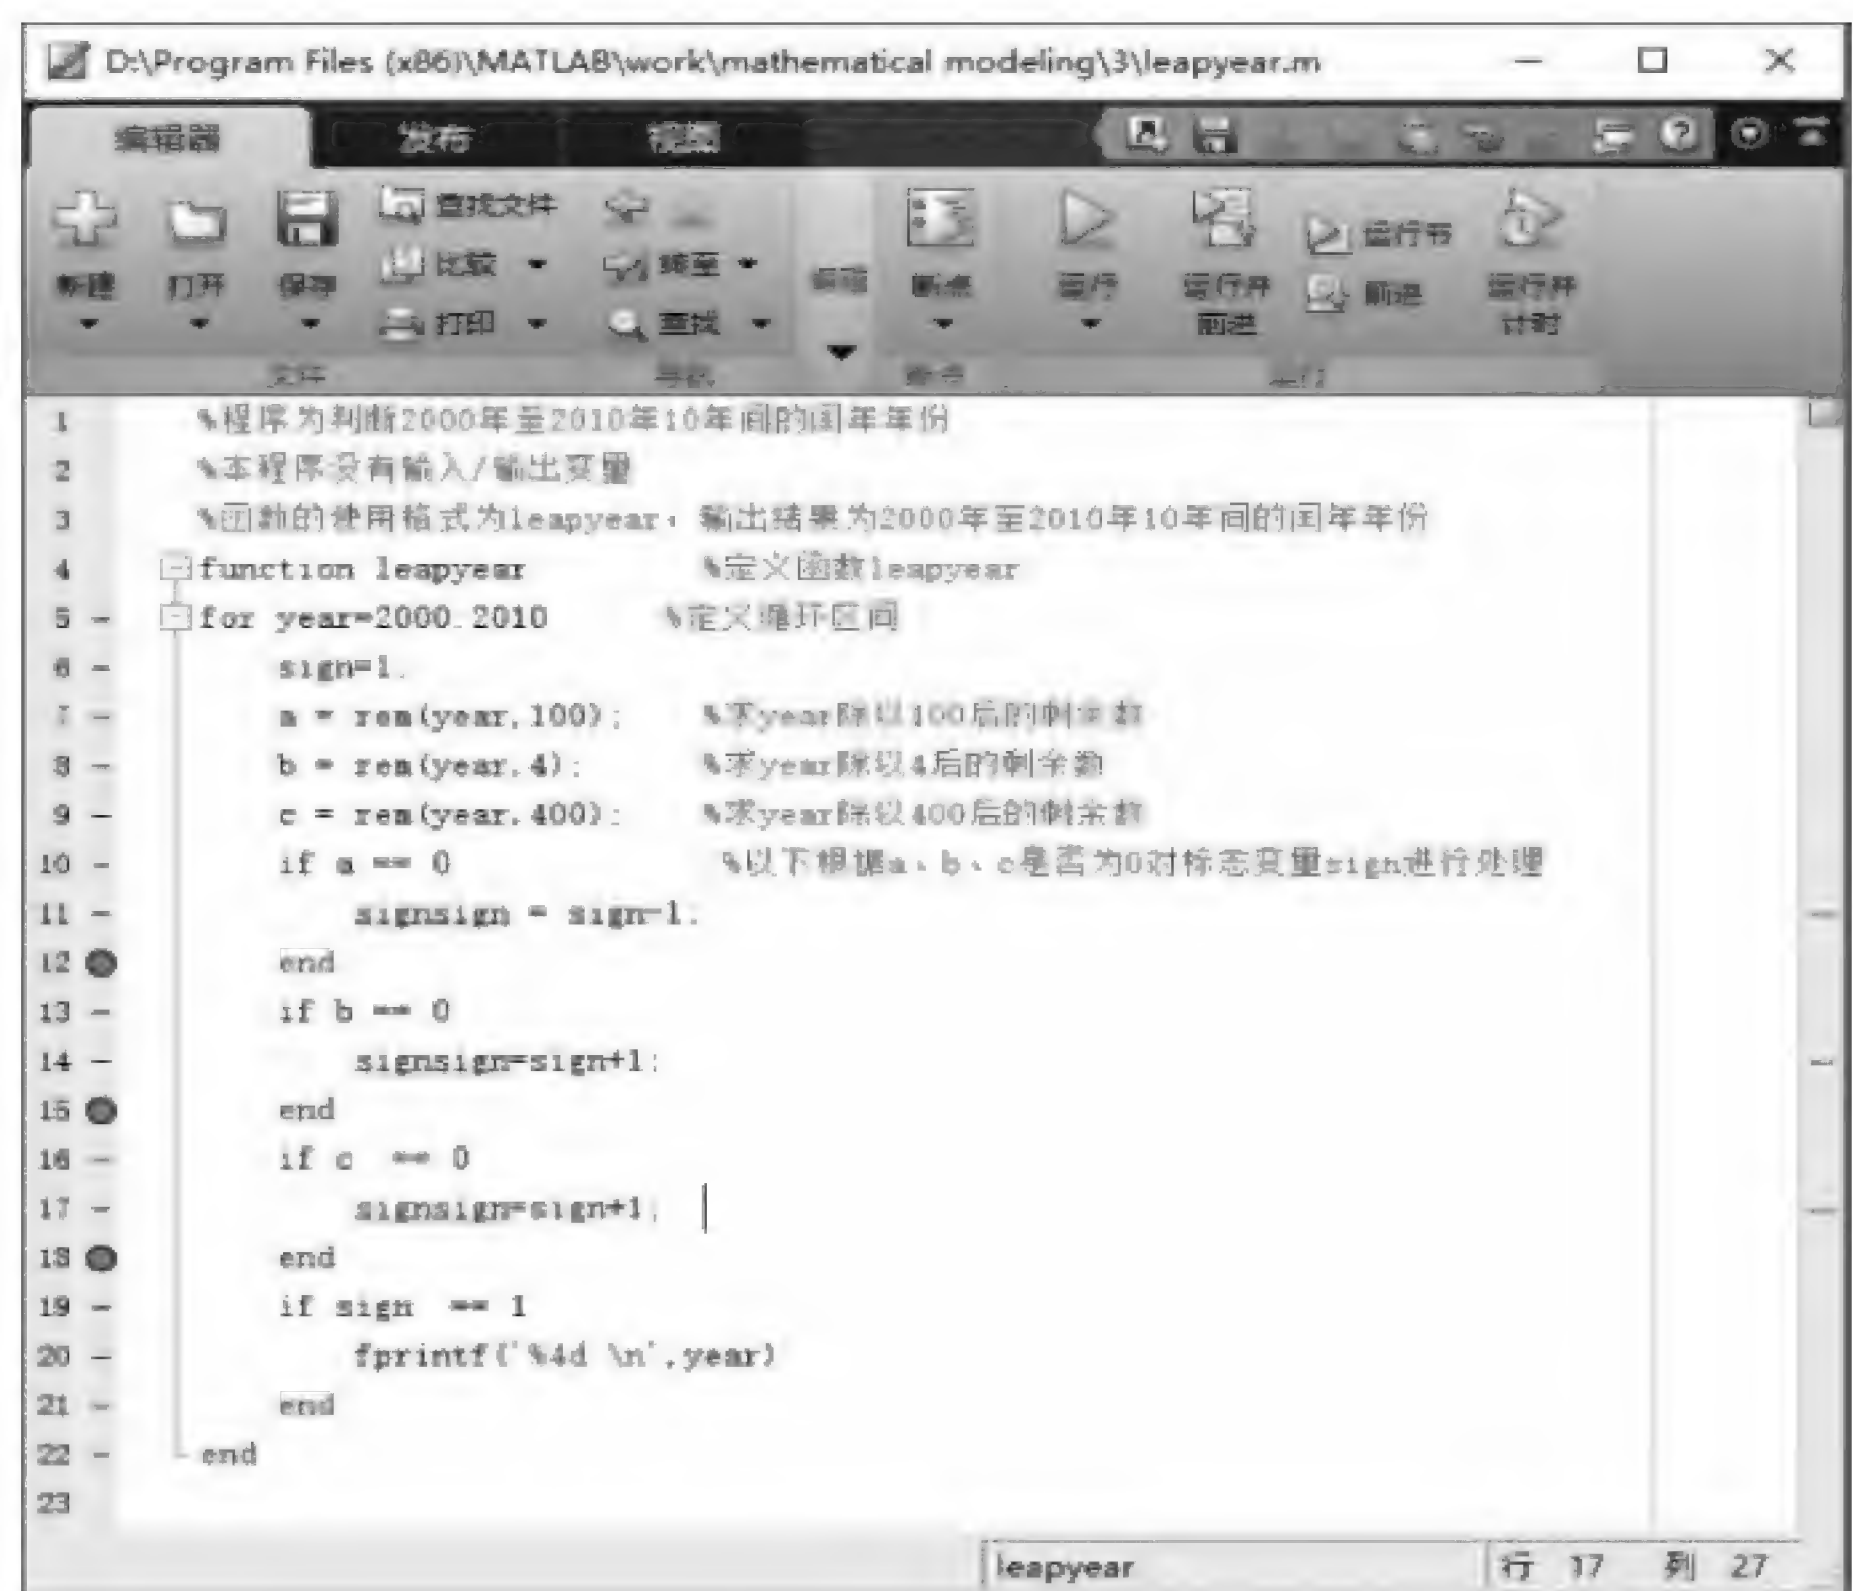 D:\Program Files (x86)\MATLAB\work\mathematical modeling\3\leapyear.m
编辑器 发布 视图
新建 打开 保存 查找文件 比较 打印 转至 查找 编辑 断点 运行 运行并前进 运行节 前进 运行并计时
文件 导航 断点 运行
1 %程序为判断2000年至2010年10年间的闰年年份
2 %本程序没有输入/输出变量
3 %函数的使用格式为leapyear,输出结果为2000年至2010年10年间的闰年年份
4 function leapyear %定义函数leapyear
5 for year=2000:2010 %定义循环区间
6 sign=1;
7 a = rem(year,100); %求year除以100后的剩余数
8 b = rem(year,4); %求year除以4后的剩余数
9 c = rem(year,400); %求year除以400后的剩余数
10 if a == 0 %以下根据a、b、c是否为0对标志变量sign进行处理
11 signsign = sign-1;
12 end
13 if b == 0
14 signsign=sign+1;
15 end
16 if c == 0
17 signsign=sign+1;
18 end
19 if sign == 1
20 fprintf('%4d \n',year)
21 end
22 end
23
leapyear 行 17 列 27